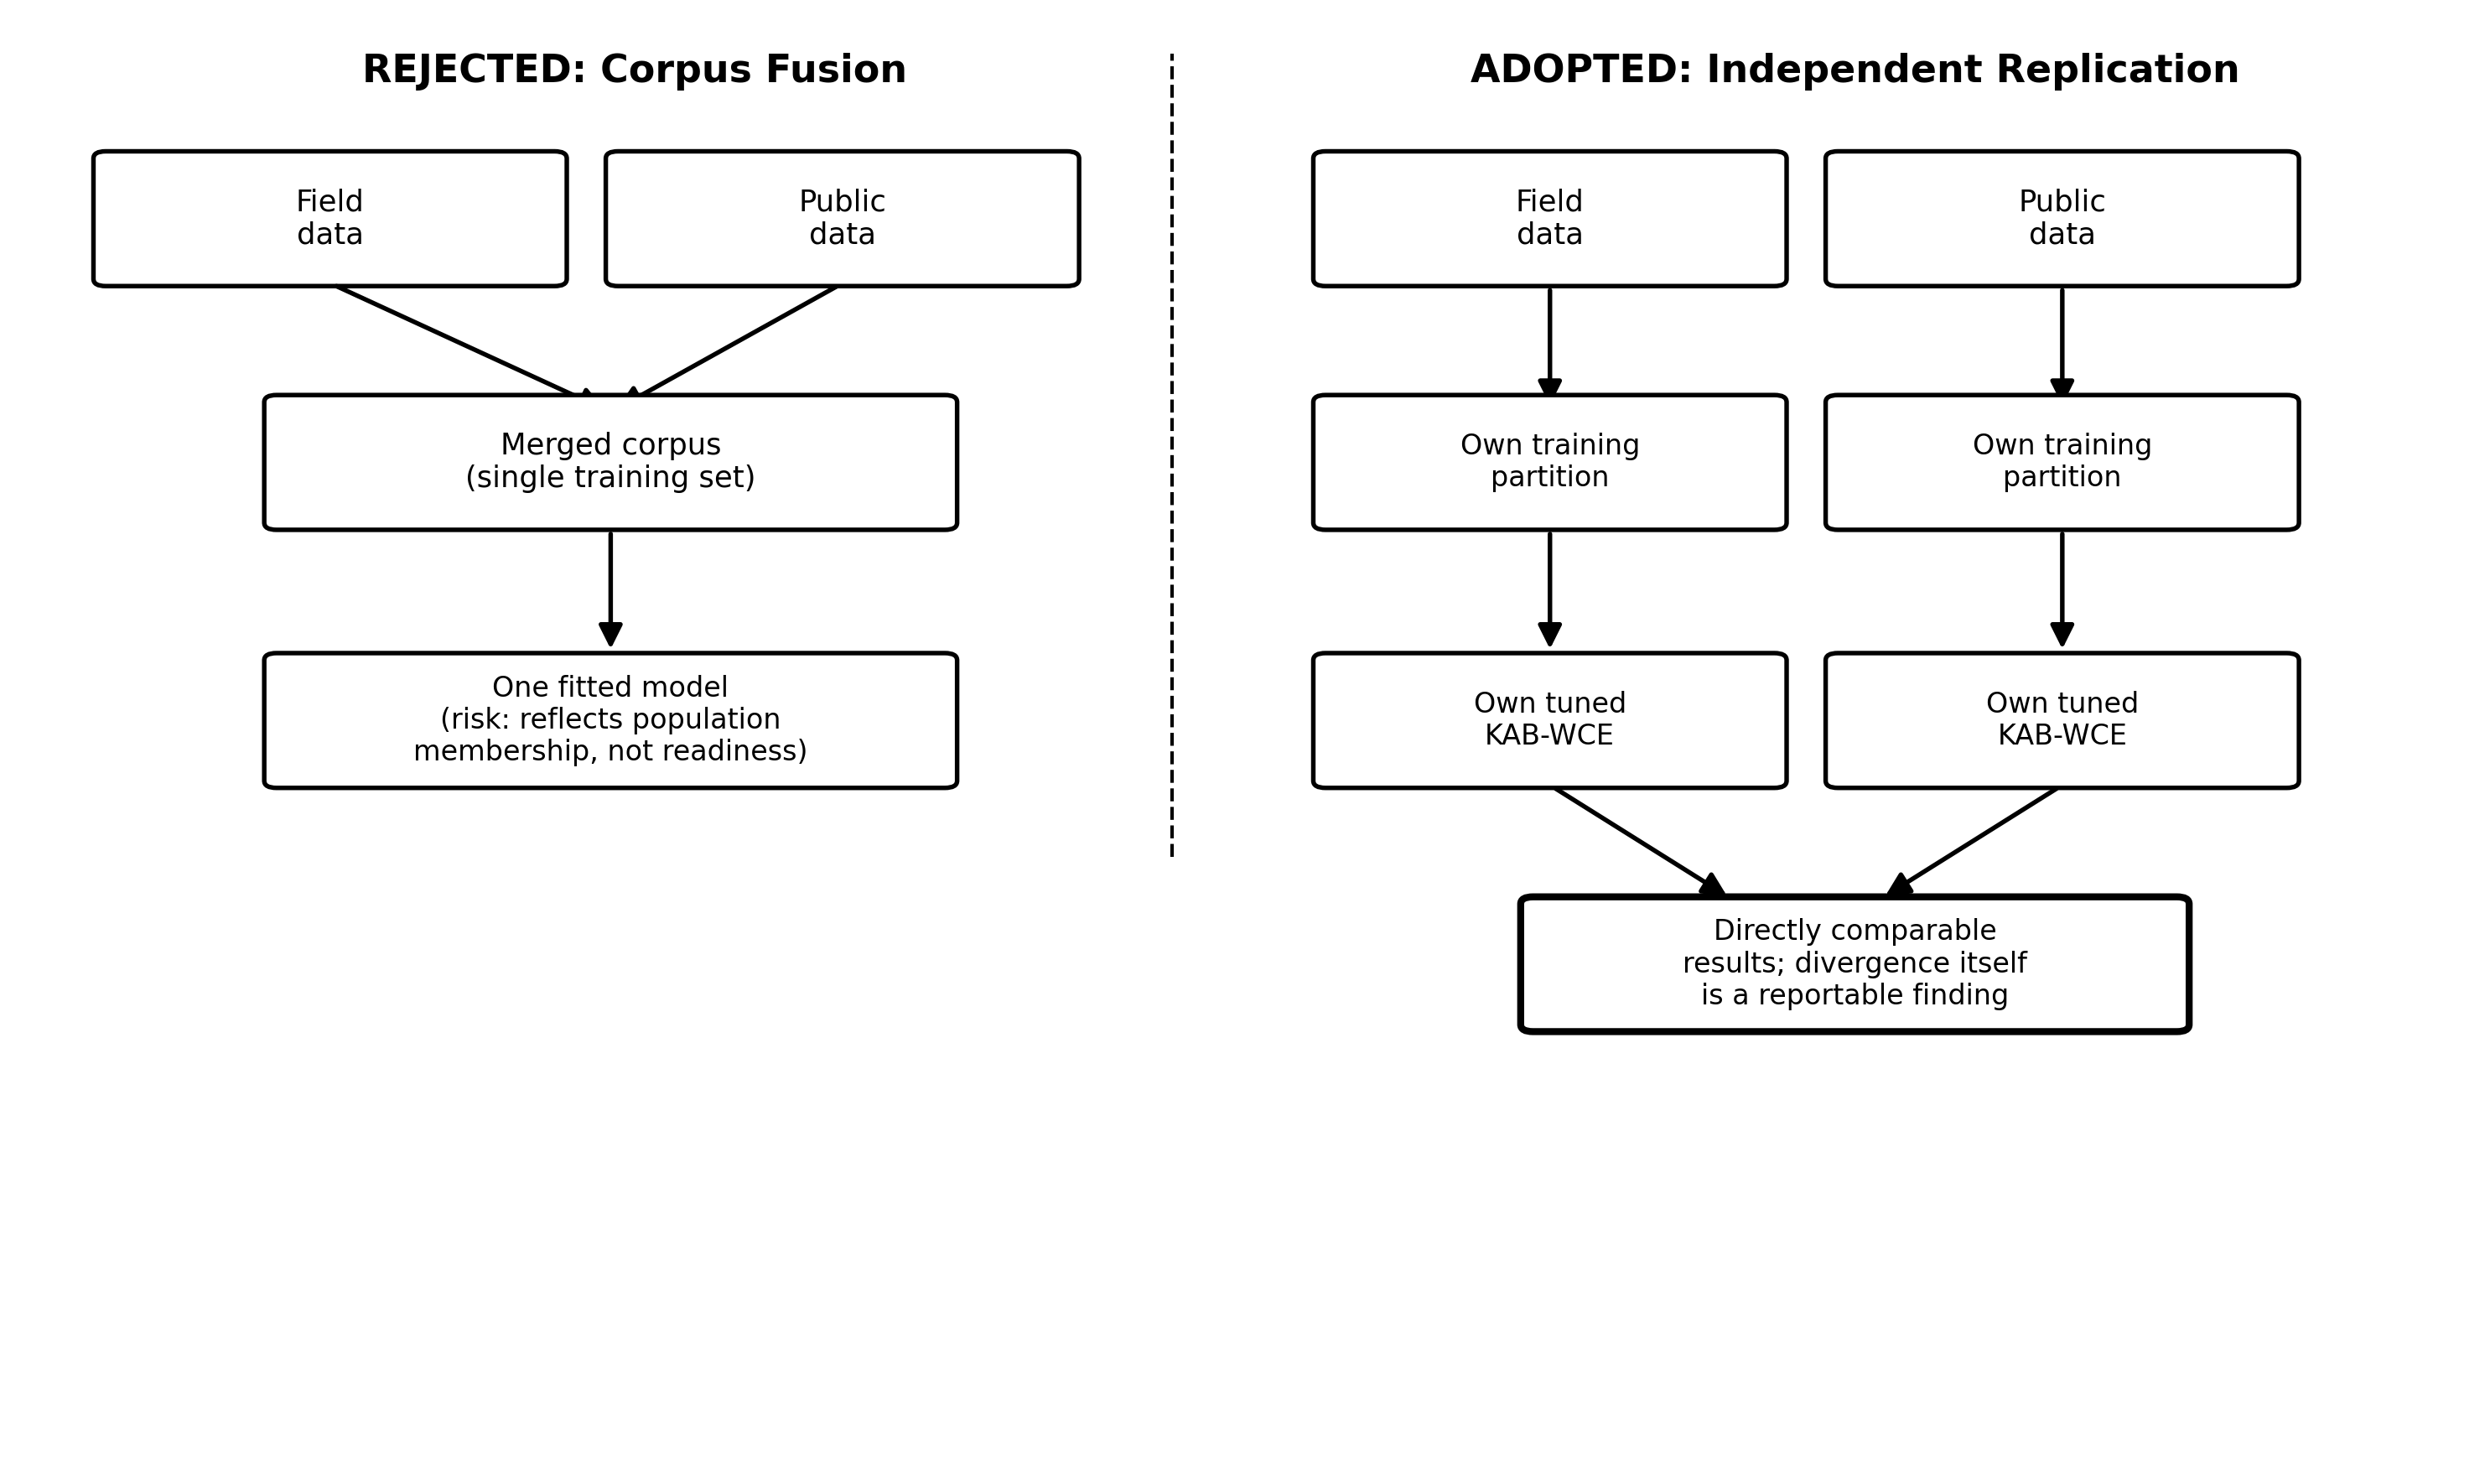 REJECTED: Corpus Fusion
Field
data
Public
data
Merged corpus
(single training set)
One fitted model
(risk: reflects population
membership, not readiness)
ADOPTED: Independent Replication
Field
data
Public
data
Own training
partition
Own training
partition
Own tuned
KAB-WCE
Own tuned
KAB-WCE
Directly comparable
results; divergence itself
is a reportable finding